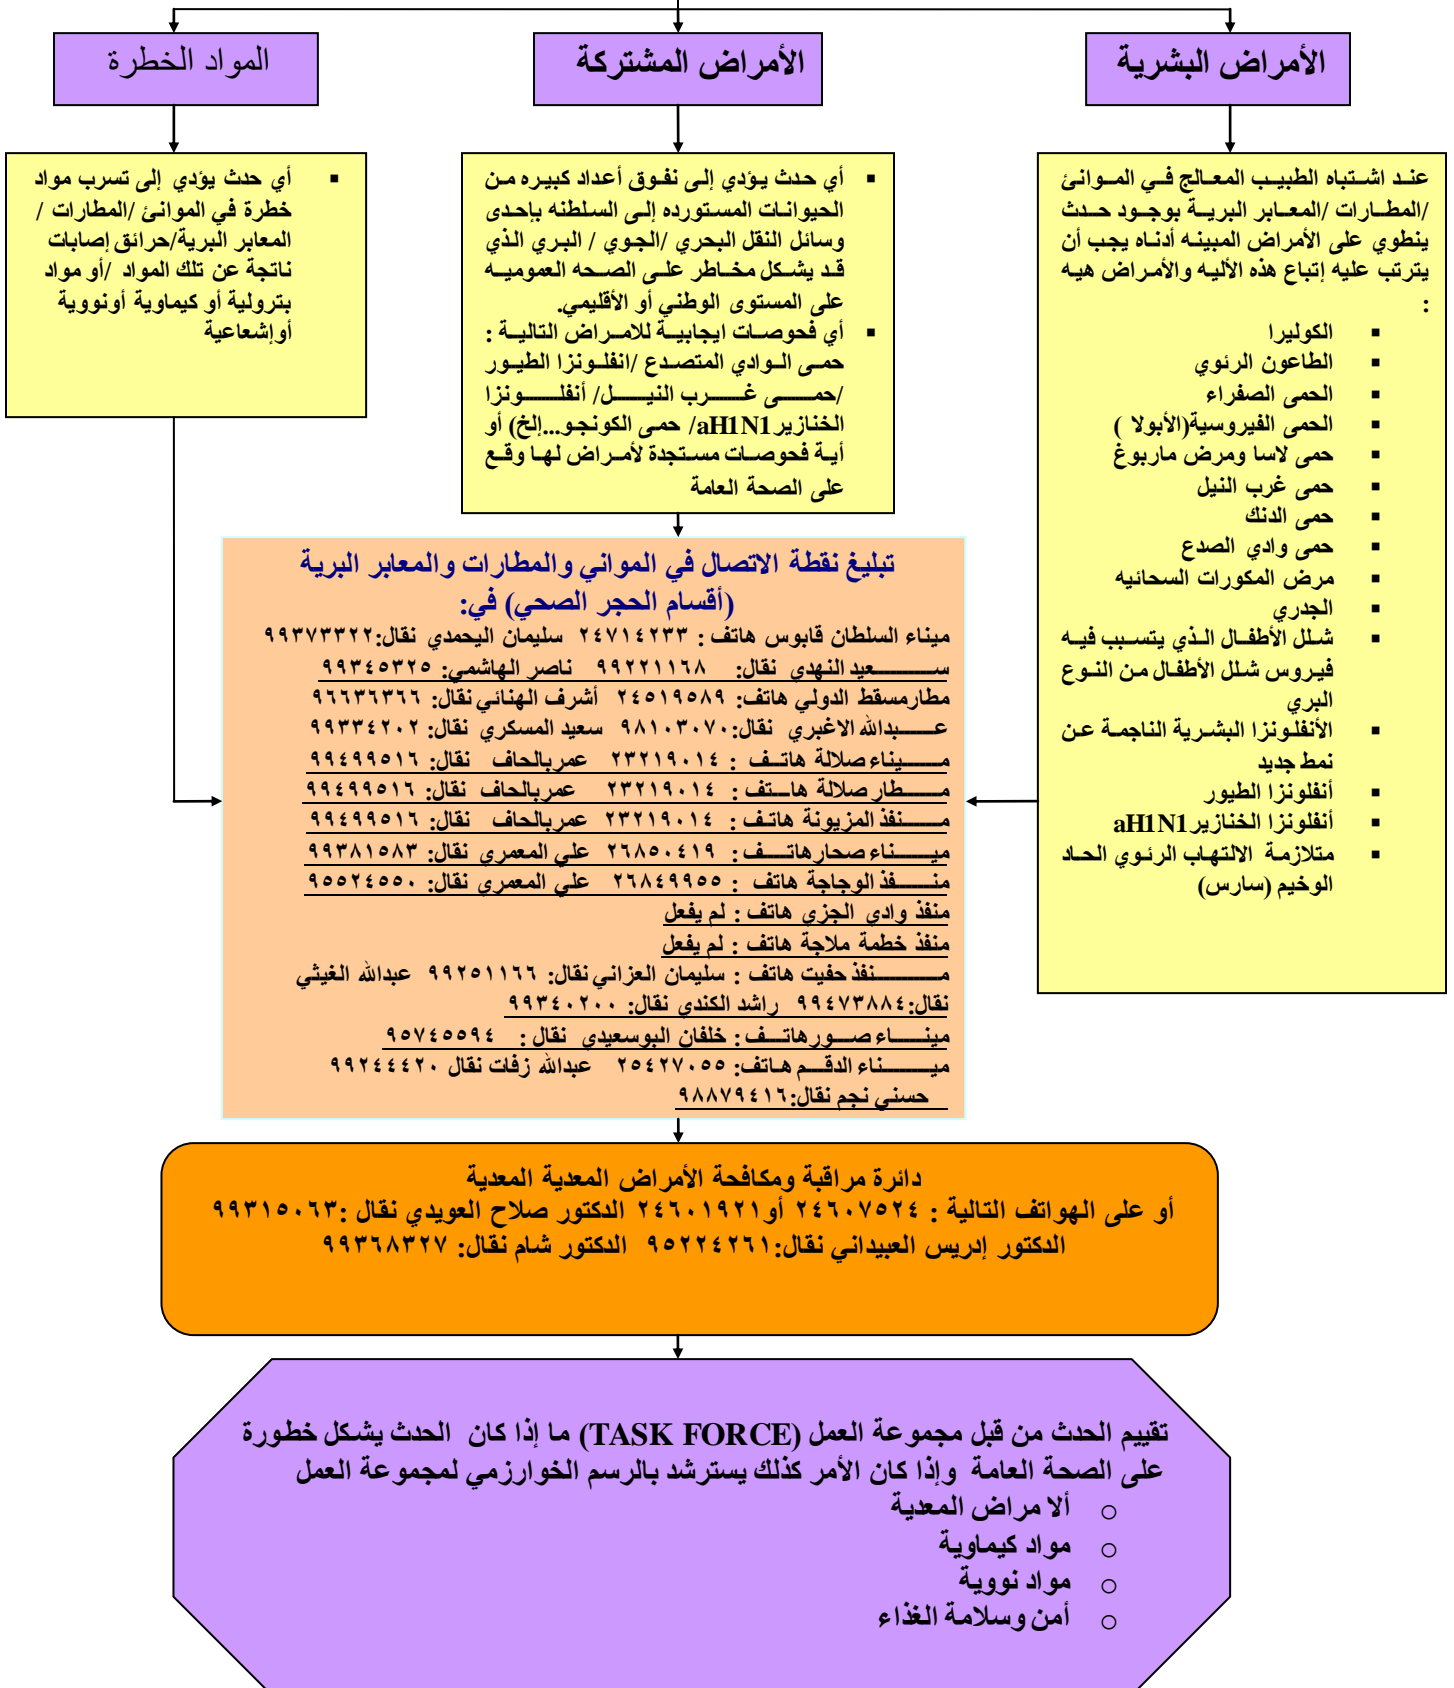 الأمراض البشرية
الأمراض المشتركة
المواد الخطرة
عند اشتباه الطبيب المعالج في الموانئ
/المطارات /المعابر البرية بوجود حدث
ينطوي على الأمراض المبينه أدناه يجب أن
يترتب عليه إتباع هذه الأليه والأمراض هيه
:
▪ الكوليرا
▪ الطاعون الرئوي
▪ الحمى الصفراء
▪ الحمى الفيروسية(الأبولا )
▪ حمى لاسا ومرض ماربوغ
▪ حمى غرب النيل
▪ حمى الدنك
▪ حمى وادي الصدع
▪ مرض المكورات السحائيه
▪ الجدري
▪ شلل الأطفال الذي يتسبب فيه
فيروس شلل الأطفال من النوع
البري
▪ الأنفلونزا البشرية الناجمة عن
نمط جديد
▪ أنفلونزا الطيور
▪ أنفلونزا الخنازيرaH1N1
▪ متلازمة الالتهاب الرئوي الحاد
الوخيم (سارس)
▪ أي حدث يؤدي إلى نفوق أعداد كبيره من
الحيوانات المستورده إلى السلطنه بإحدى
وسائل النقل البحري /الجوي / البري الذي
قد يشكل مخاطر على الصحه العموميه
على المستوى الوطني أو الأقليمي.
▪ أي فحوصات ايجابية للامراض التالية :
حمى الوادي المتصدع /انفلونزا الطيور
/حمى غرب النيل/ أنفلونزا
الخنازيرaH1N1/ حمى الكونجو...إلخ) أو
أية فحوصات مستجدة لأمراض لها وقع
على الصحة العامة
▪ أي حدث يؤدي إلى تسرب مواد
خطرة في الموانئ /المطارات /
المعابر البرية/حرائق إصابات
ناتجة عن تلك المواد /أو مواد
بترولية أو كيماوية أونووية
أوإشعاعية
تبليغ نقطة الاتصال في المواني والمطارات والمعابر البرية
(أقسام الحجر الصحي) في:
ميناء السلطان قابوس هاتف : ٢٤٧١٤٢٣٣ سليمان اليحمدي نقال:٩٩٣٧٣٣٢٢
سعيد النهدي نقال: ٩٩٢٢١١٦٨ ناصر الهاشمي: ٩٩٣٤٥٣٢٥
مطارمسقط الدولي هاتف: ٢٤٥١٩٥٨٩ أشرف الهنائي نقال: ٩٦٦٣٦٣٦٦
عبدالله الاغبري نقال:٩٨١٠٣٠٧٠ سعيد المسكري نقال: ٩٩٣٣٤٢٠٢
ميناء صلالة هاتف : ٢٣٢١٩٠١٤ عمربالحاف نقال: ٩٩٤٩٩٥١٦
مطار صلالة هاتف : ٢٣٢١٩٠١٤ عمربالحاف نقال: ٩٩٤٩٩٥١٦
منفذ المزيونة هاتف : ٢٣٢١٩٠١٤ عمربالحاف نقال: ٩٩٤٩٩٥١٦
ميناء صحارهاتف : ٢٦٨٥٠٤١٩ علي المعمري نقال: ٩٩٣٨١٥٨٣
منفذ الوجاجة هاتف : ٢٦٨٤٩٩٥٥ علي المعمري نقال: ٩٥٥٢٤٥٥٠
منفذ وادي الجزي هاتف : لم يفعل
منفذ خطمة ملاجة هاتف : لم يفعل
منفذ حفيت هاتف : سليمان العزاني نقال: ٩٩٢٥١١٦٦ عبدالله الغيثي
نقال:٩٩٤٧٣٨٨٤ راشد الكندي نقال: ٩٩٣٤٠٢٠٠
ميناء صورهاتف : خلفان البوسعيدي نقال : ٩٥٧٤٥٥٩٤
ميناء الدقم هاتف: ٢٥٤٢٧٠٥٥ عبدالله زفات نقال ٩٩٢٤٤٤٢٠
حسني نجم نقال:٩٨٨٧٩٤١٦
دائرة مراقبة ومكافحة الأمراض المعدية المعدية
أو على الهواتف التالية : ٢٤٦٠٧٥٢٤ أو٢٤٦٠١٩٢١ الدكتور صلاح العويدي نقال :٩٩٣١٥٠٦٣
الدكتور إدريس العبيداني نقال:٩٥٢٢٤٢٦١ الدكتور شام نقال: ٩٩٣٦٨٣٢٧
تقييم الحدث من قبل مجموعة العمل (TASK FORCE) ما إذا كان الحدث يشكل خطورة
على الصحة العامة وإذا كان الأمر كذلك يسترشد بالرسم الخوارزمي لمجموعة العمل
○ ألا مراض المعدية
○ مواد كيماوية
○ مواد نووية
○ أمن وسلامة الغذاء